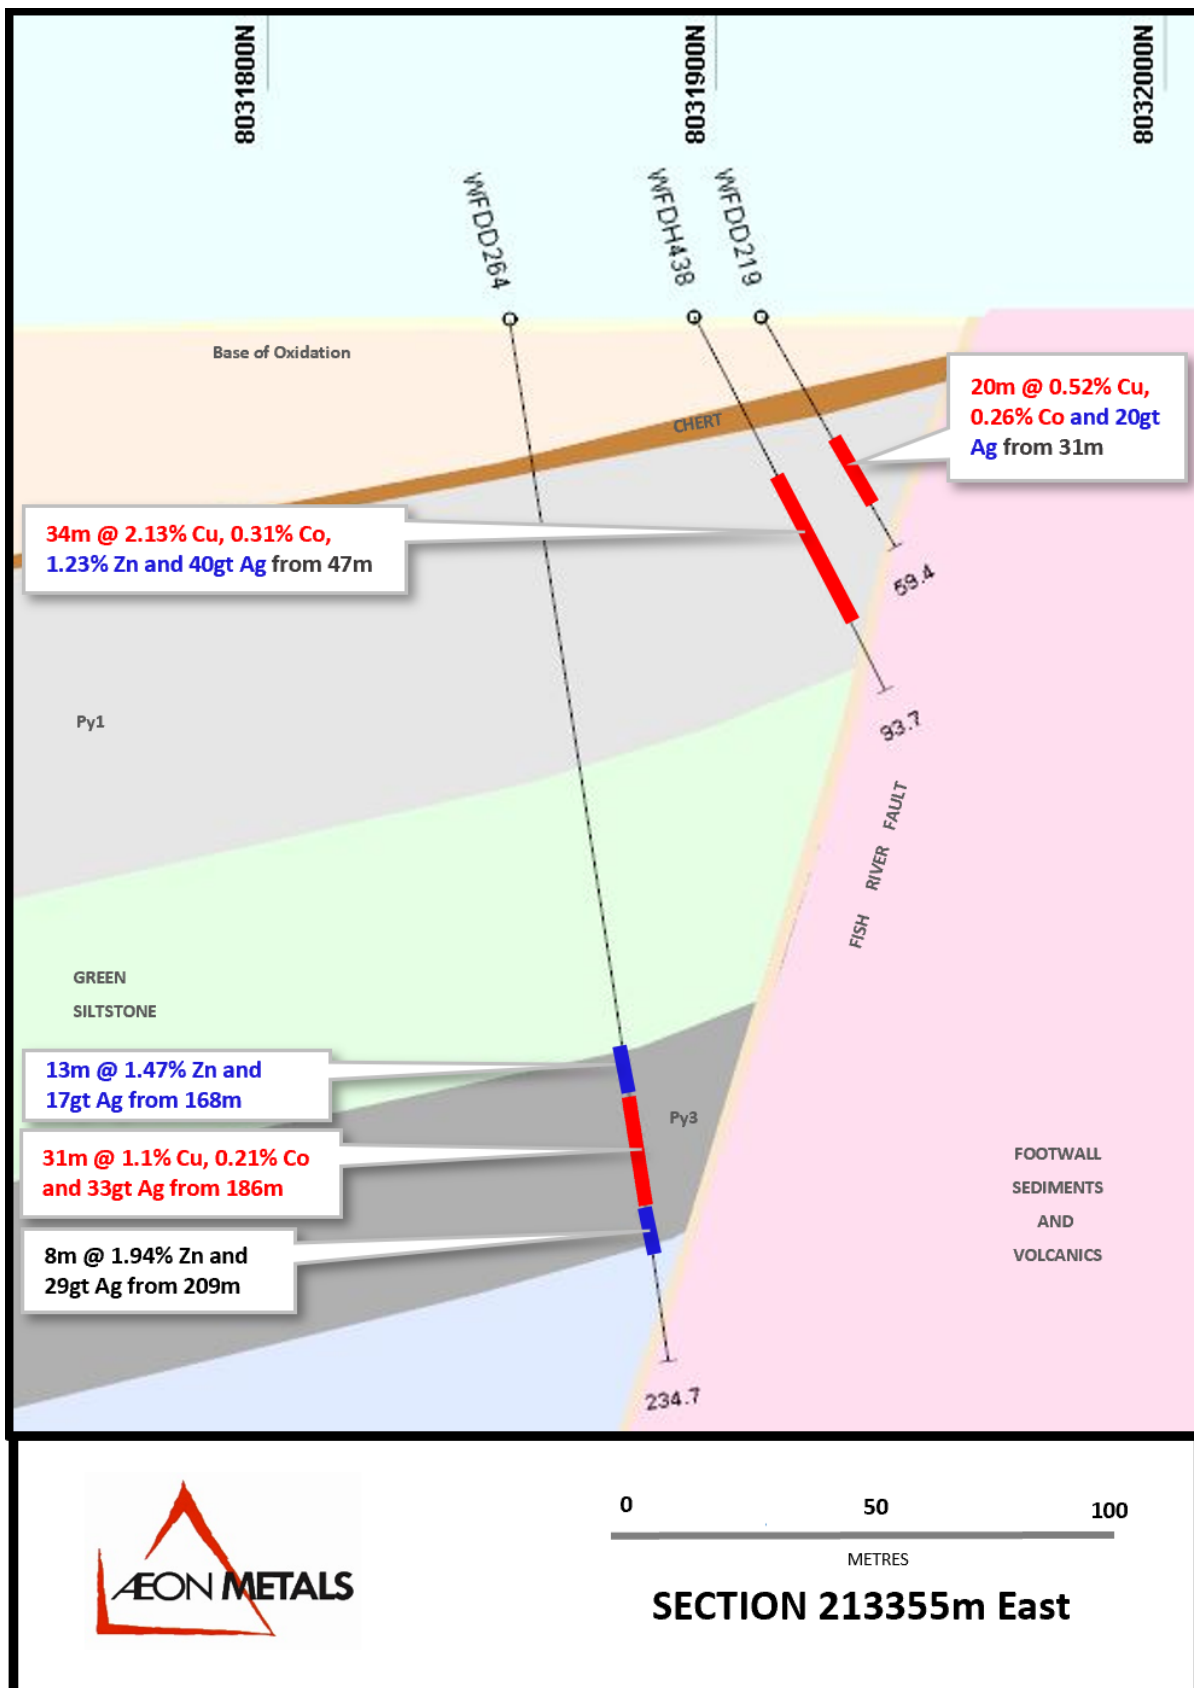 8031800N
8031900N
8032000N
WFDD264
WFDH438
WFDD219
Base of Oxidation
CHERT
20m @ 0.52% Cu,
0.26% Co and 20gt
Ag from 31m
34m @ 2.13% Cu, 0.31% Co,
1.23% Zn and 40gt Ag from 47m
59.4
Py1
93.7
FISH RIVER FAULT
GREEN
SILTSTONE
13m @ 1.47% Zn and
17gt Ag from 168m
Py3
31m @ 1.1% Cu, 0.21% Co
and 33gt Ag from 186m
FOOTWALL
SEDIMENTS
AND
VOLCANICS
8m @ 1.94% Zn and
29gt Ag from 209m
234.7
ÆON METALS
0 50 100
METRES
SECTION 213355m East